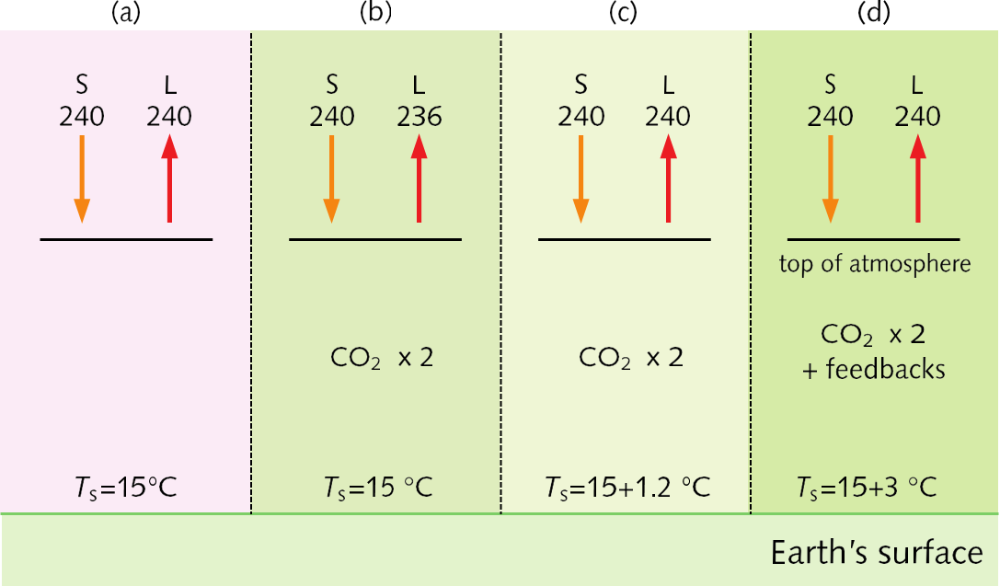 (a) (b) (c) (d)
S L S L S L S L
240 240 240 236 240 240 240 240
top of atmosphere
CO₂ x 2 CO₂ x 2 CO₂ x 2
+ feedbacks
Tₛ=15°C Tₛ=15 °C Tₛ=15+1.2 °C Tₛ=15+3 °C
Earth's surface